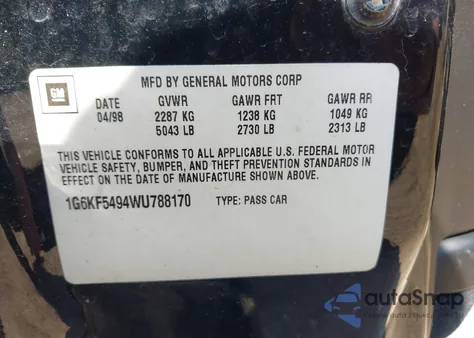 GM
MFD BY GENERAL MOTORS CORP
DATE GVWR GAWR FRT GAWR RR
04/98 2287 KG 1238 KG 1049 KG
5043 LB 2730 LB 2313 LB
THIS VEHICLE CONFORMS TO ALL APPLICABLE U.S. FEDERAL MOTOR
VEHICLE SAFETY, BUMPER, AND THEFT PREVENTION STANDARDS IN
EFFECT ON THE DATE OF MANUFACTURE SHOWN ABOVE.
1G6KF5494WU788170 TYPE: PASS CAR
autaSnap